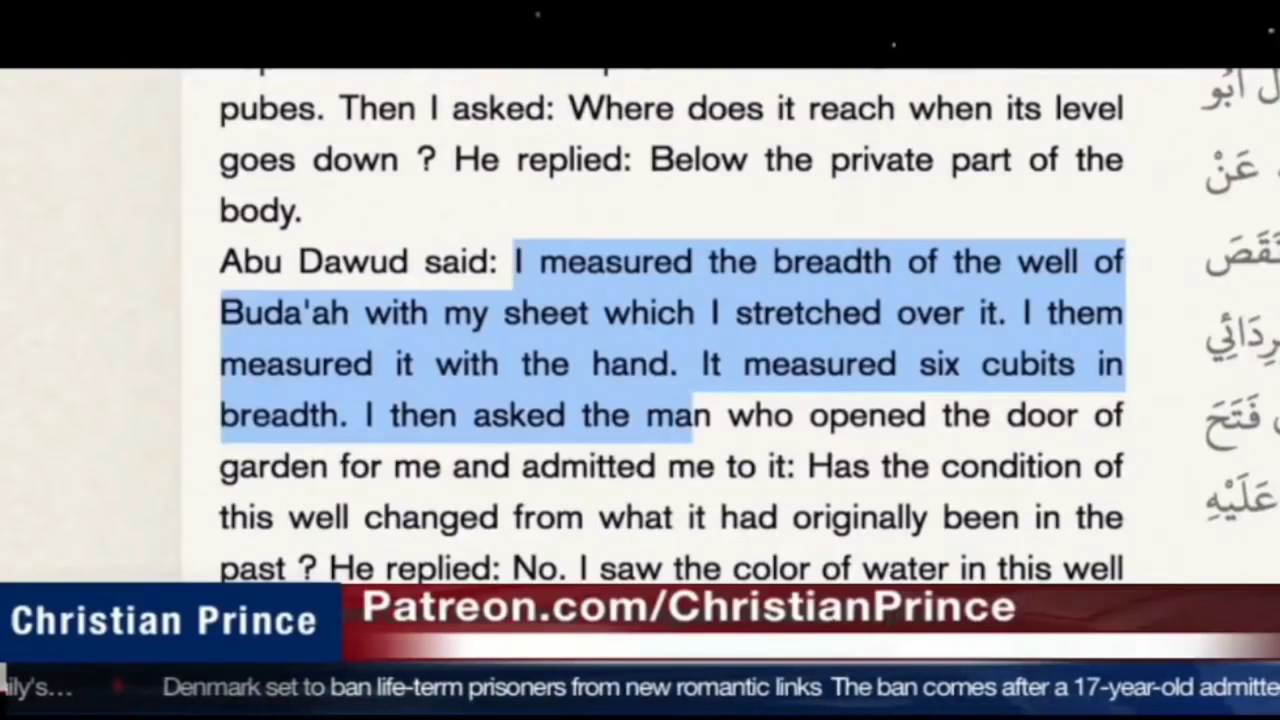 pubes. Then I asked: Where does it reach when its level
goes down ? He replied: Below the private part of the
body.
Abu Dawud said: I measured the breadth of the well of
Buda'ah with my sheet which I stretched over it. I them
measured it with the hand. It measured six cubits in
breadth. I then asked the man who opened the door of
garden for me and admitted me to it: Has the condition of
this well changed from what it had originally been in the
past ? He replied: No. I saw the color of water in this well
عَنْ
فَتَحَ
عَلَيْهِ
Christian Prince
Patreon.com/ChristianPrince
ily's... Denmark set to ban life-term prisoners from new romantic links The ban comes after a 17-year-old admitte